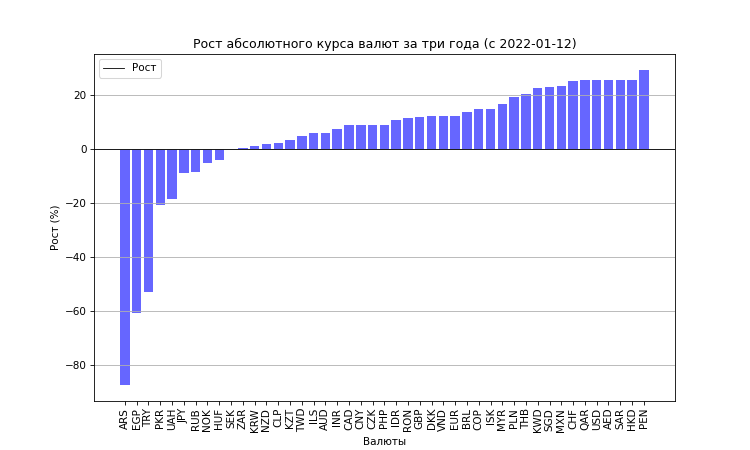 Рост абсолютного курса валют за три года (с 2022-01-12)
Рост
20
0
−20
−40
−60
−80
Рост (%)
ARS EGP TRY PKR UAH JPY RUB NOK HUF SEK ZAR KRW NZD CLP KZT TWD ILS AUD INR CAD CNY CZK PHP IDR RON GBP DKK VND EUR BRL COP ISK MYR PLN THB KWD SGD MXN CHF QAR USD AED SAR HKD PEN
Валюты